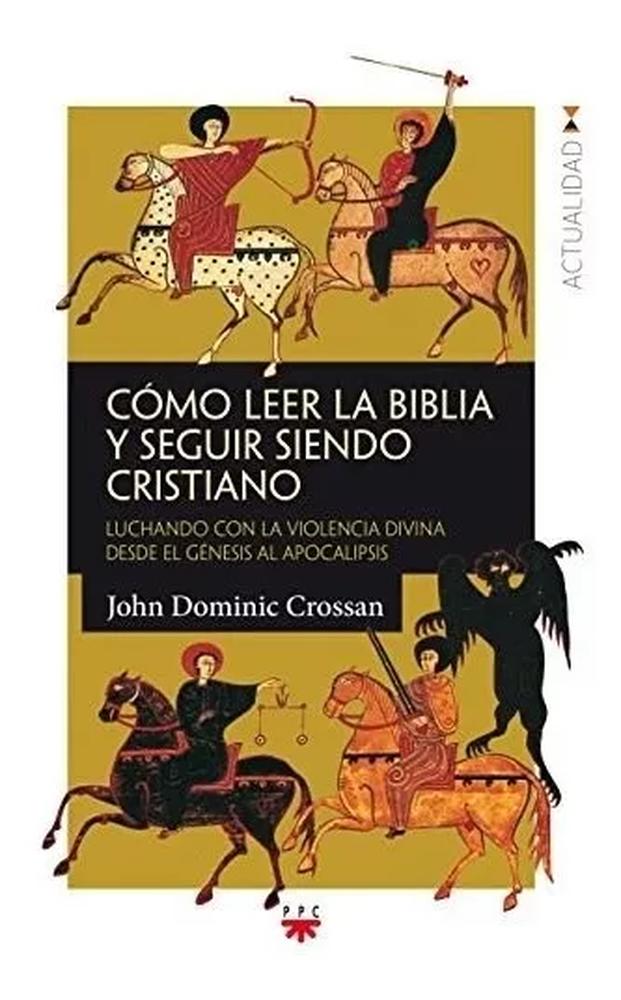 ACTUALIDAD
CÓMO LEER LA BIBLIA
Y SEGUIR SIENDO
CRISTIANO
LUCHANDO CON LA VIOLENCIA DIVINA
DESDE EL GÉNESIS AL APOCALIPSIS
John Dominic Crossan
PPC